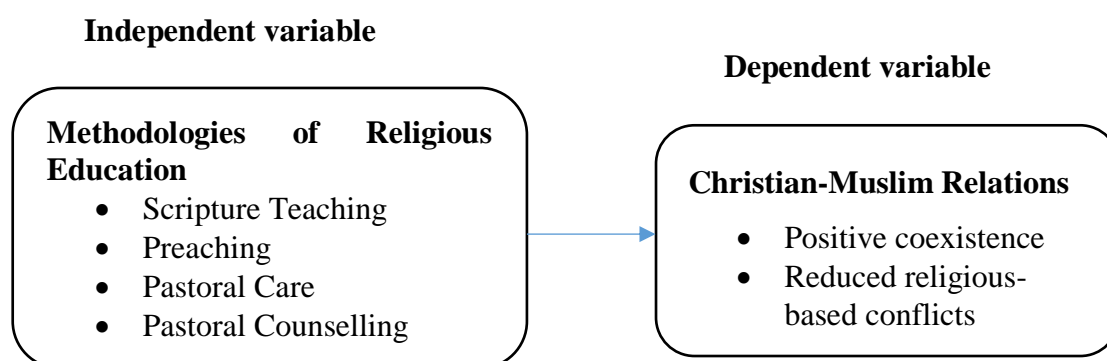 Independent variable
Dependent variable
Methodologies of Religious
Education
• Scripture Teaching
• Preaching
• Pastoral Care
• Pastoral Counselling
Christian-Muslim Relations
• Positive coexistence
• Reduced religious-
based conflicts